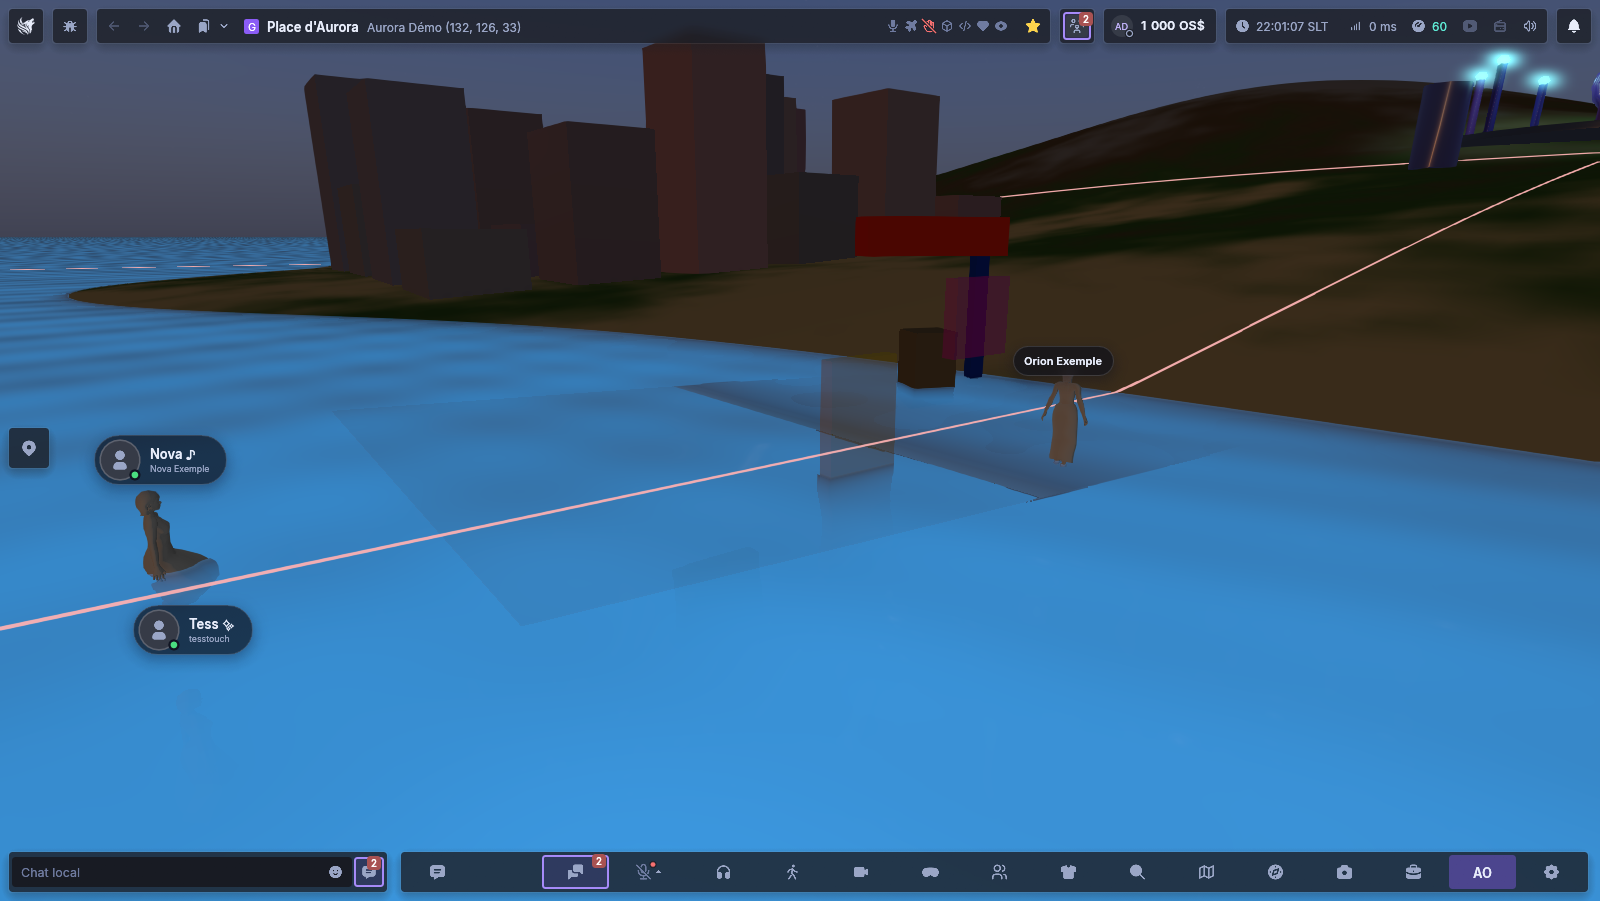 G Place d'Aurora Aurora Démo (132, 126, 33)
2
AD 1 000 OS$
22:01:07 SLT
0 ms
60
Orion Exemple
Nova ♪
Nova Exemple
Tess
tesstouch
Chat local
2
2
AO